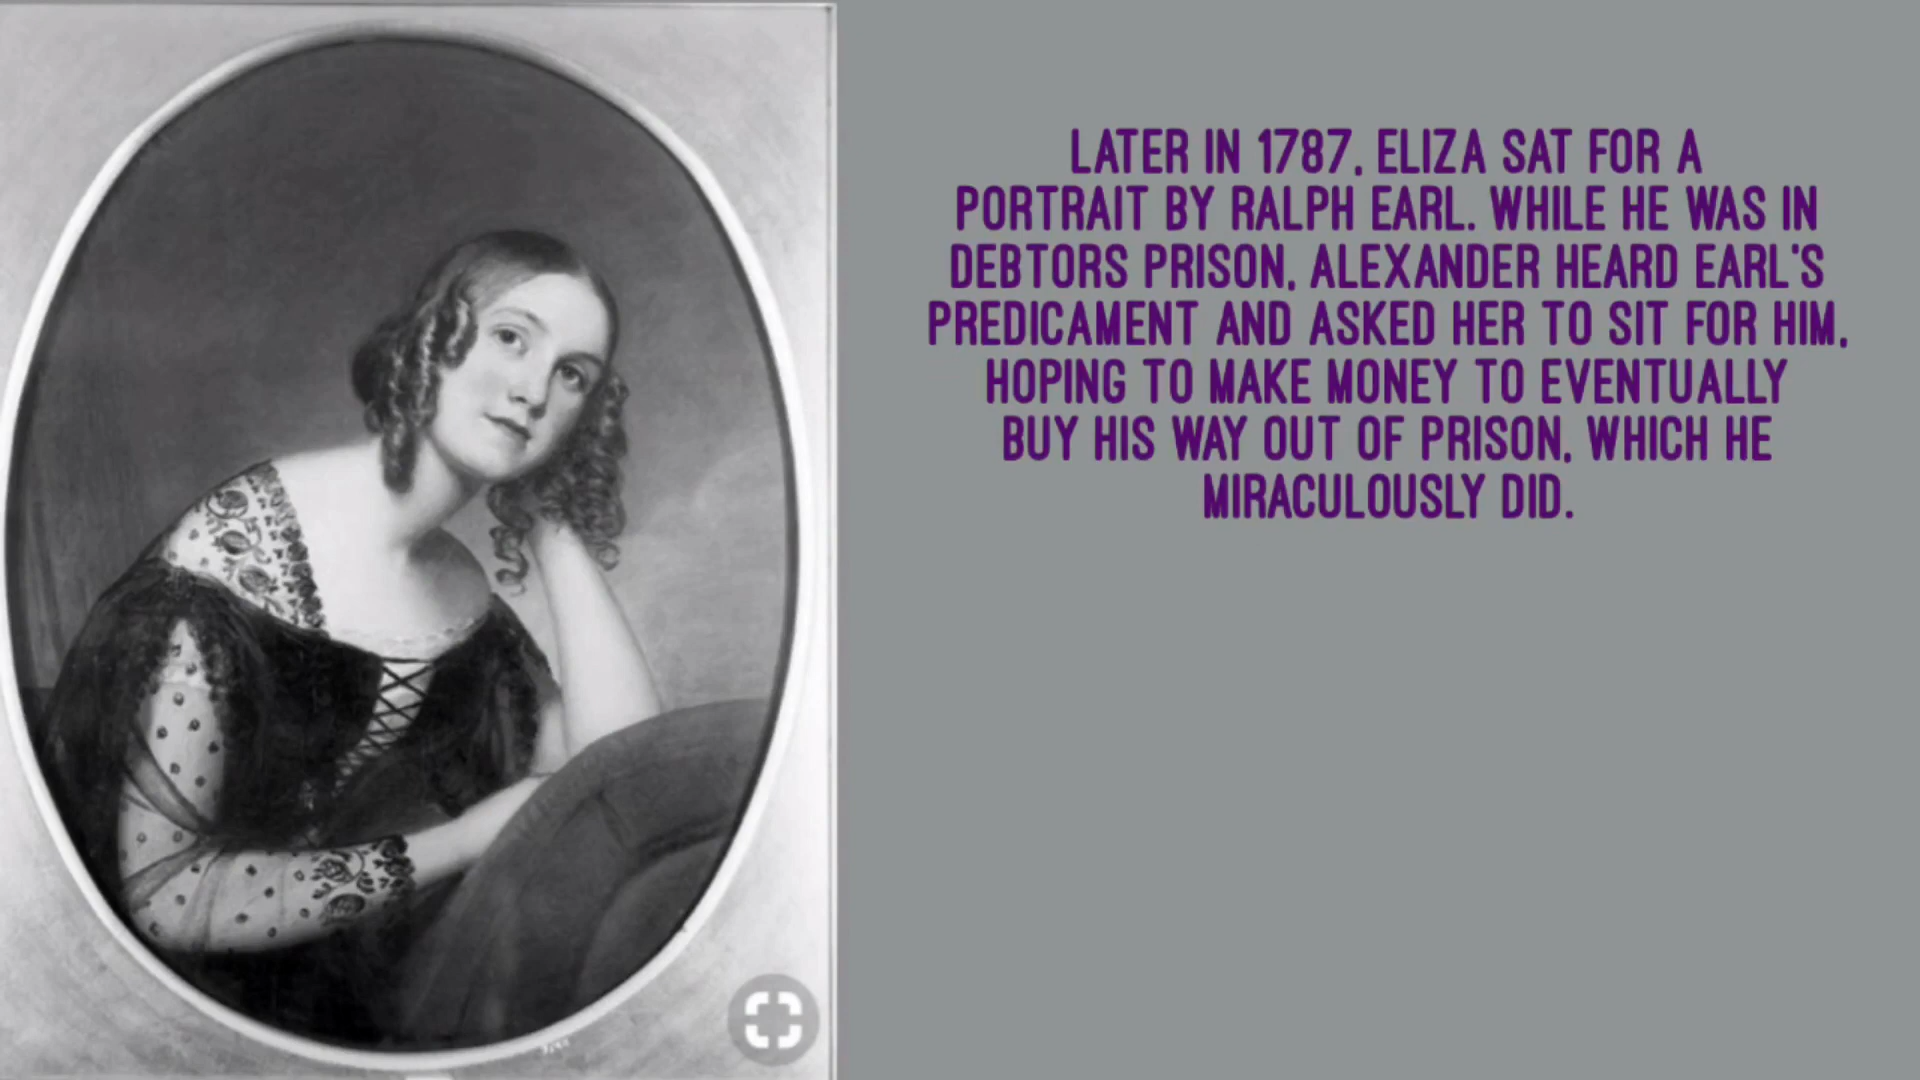 LATER IN 1787, ELIZA SAT FOR A
PORTRAIT BY RALPH EARL. WHILE HE WAS IN
DEBTORS PRISON, ALEXANDER HEARD EARL'S
PREDICAMENT AND ASKED HER TO SIT FOR HIM,
HOPING TO MAKE MONEY TO EVENTUALLY
BUY HIS WAY OUT OF PRISON, WHICH HE
MIRACULOUSLY DID.